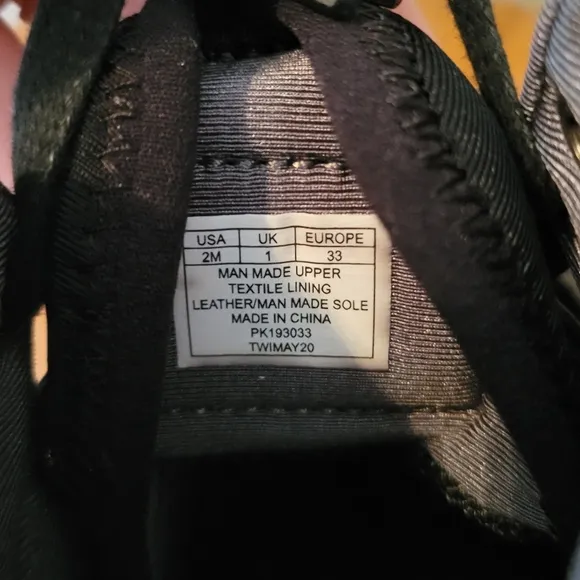 USA UK EUROPE
2M 1 33
MAN MADE UPPER
TEXTILE LINING
LEATHER/MAN MADE SOLE
MADE IN CHINA
PK193033
TWIMAY20